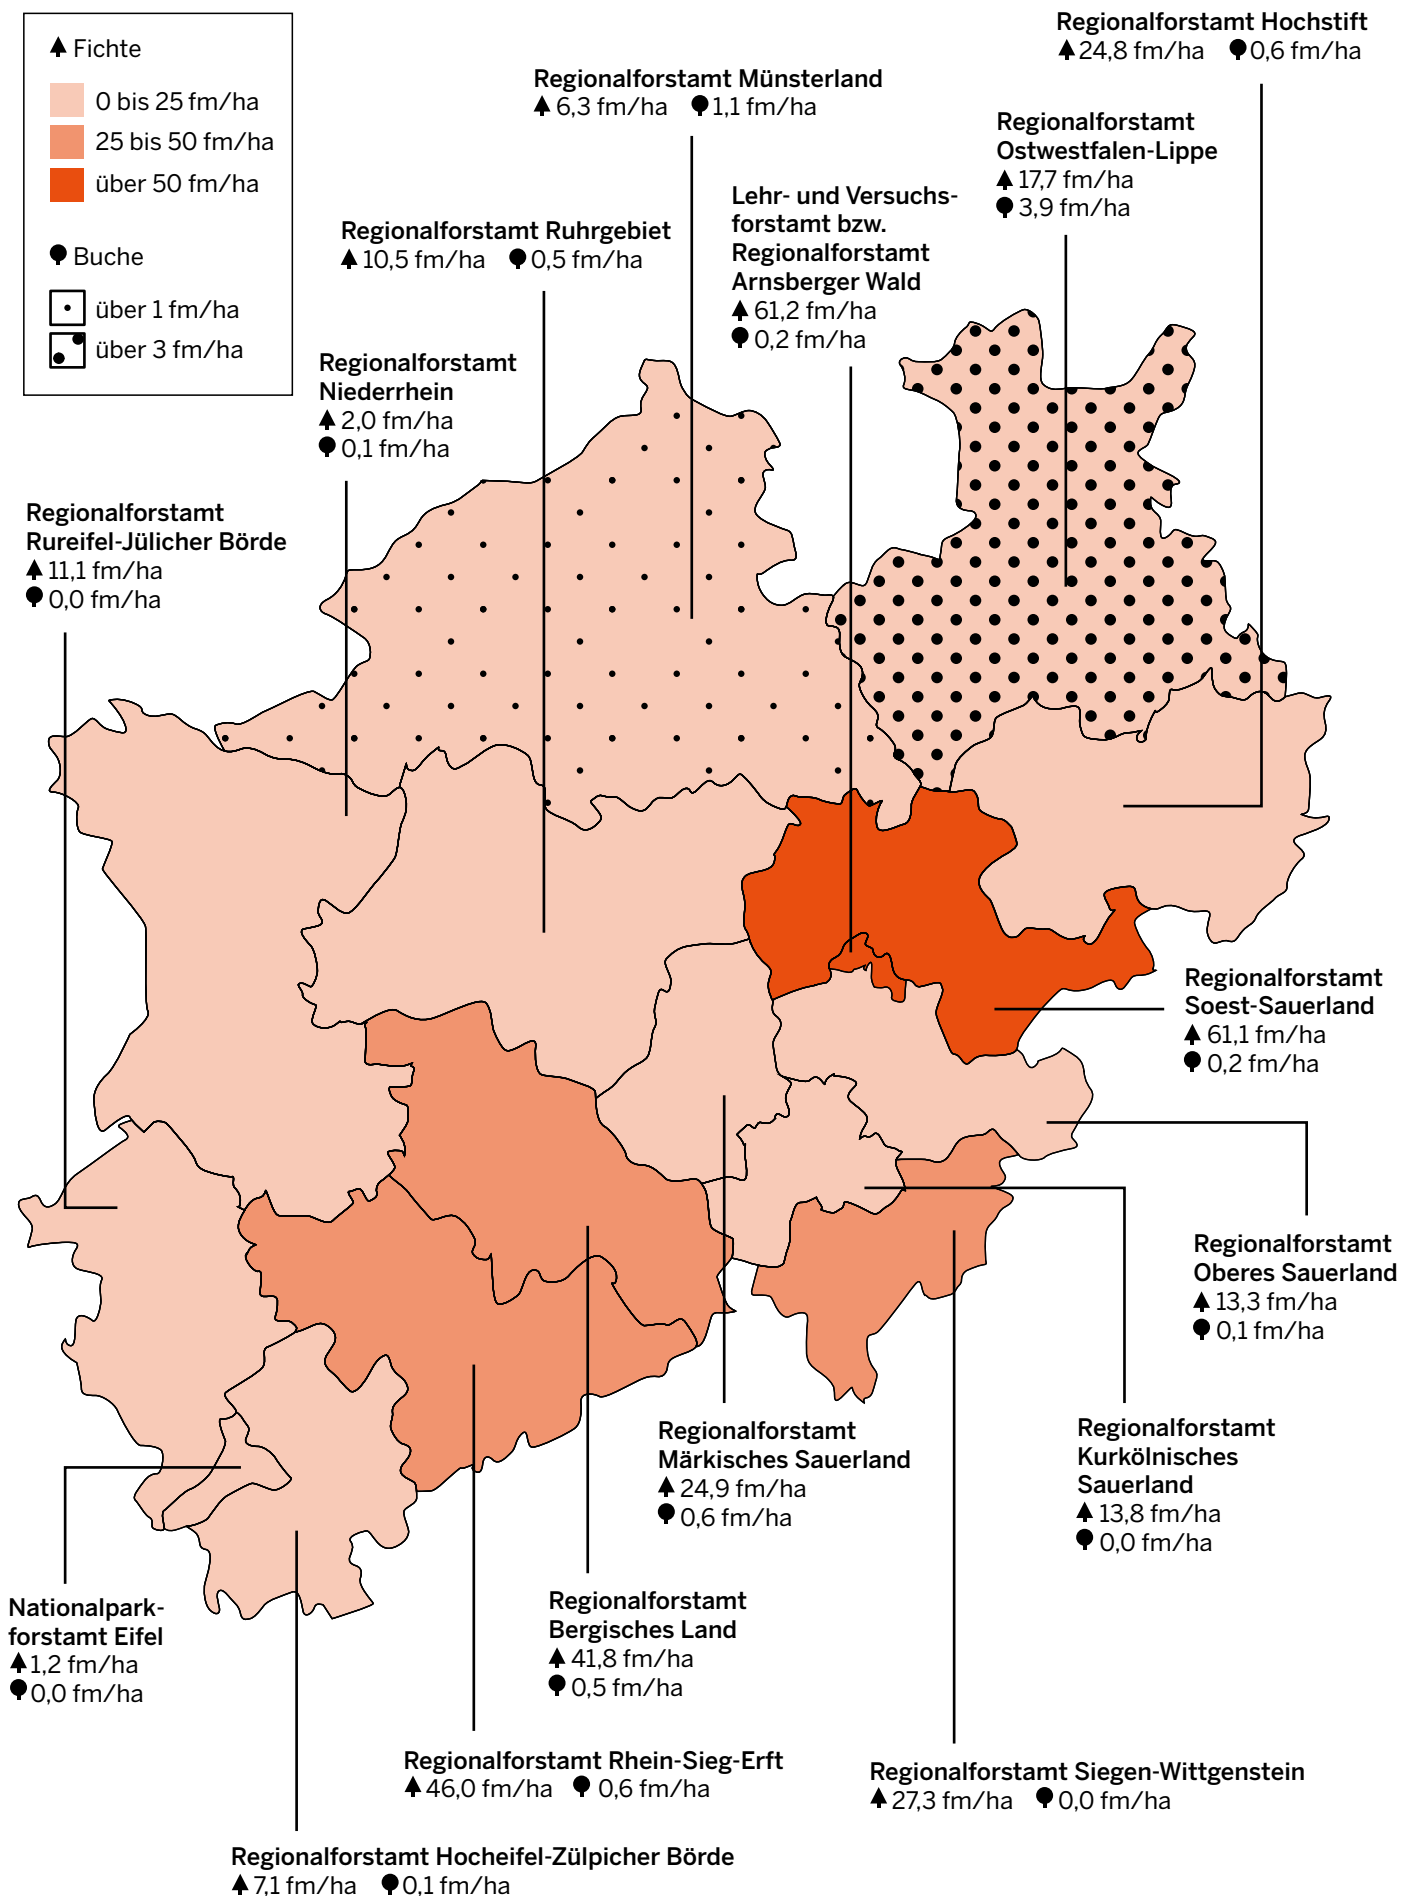 Fichte
0 bis 25 fm/ha
25 bis 50 fm/ha
über 50 fm/ha
Buche
über 1 fm/ha
über 3 fm/ha
Regionalforstamt Hochstift
24,8 fm/ha 0,6 fm/ha
Regionalforstamt Münsterland
6,3 fm/ha 1,1 fm/ha
Regionalforstamt
Ostwestfalen-Lippe
17,7 fm/ha
3,9 fm/ha
Lehr- und Versuchs-
forstamt bzw.
Regionalforstamt
Arnsberger Wald
61,2 fm/ha
0,2 fm/ha
Regionalforstamt Ruhrgebiet
10,5 fm/ha 0,5 fm/ha
Regionalforstamt
Niederrhein
2,0 fm/ha
0,1 fm/ha
Regionalforstamt
Rureifel-Jülicher Börde
11,1 fm/ha
0,0 fm/ha
Regionalforstamt
Soest-Sauerland
61,1 fm/ha
0,2 fm/ha
Regionalforstamt
Oberes Sauerland
13,3 fm/ha
0,1 fm/ha
Regionalforstamt
Märkisches Sauerland
24,9 fm/ha
0,6 fm/ha
Regionalforstamt
Kurkölnisches
Sauerland
13,8 fm/ha
0,0 fm/ha
Nationalpark-
forstamt Eifel
1,2 fm/ha
0,0 fm/ha
Regionalforstamt
Bergisches Land
41,8 fm/ha
0,5 fm/ha
Regionalforstamt Rhein-Sieg-Erft
46,0 fm/ha 0,6 fm/ha
Regionalforstamt Siegen-Wittgenstein
27,3 fm/ha 0,0 fm/ha
Regionalforstamt Hocheifel-Zülpicher Börde
7,1 fm/ha 0,1 fm/ha